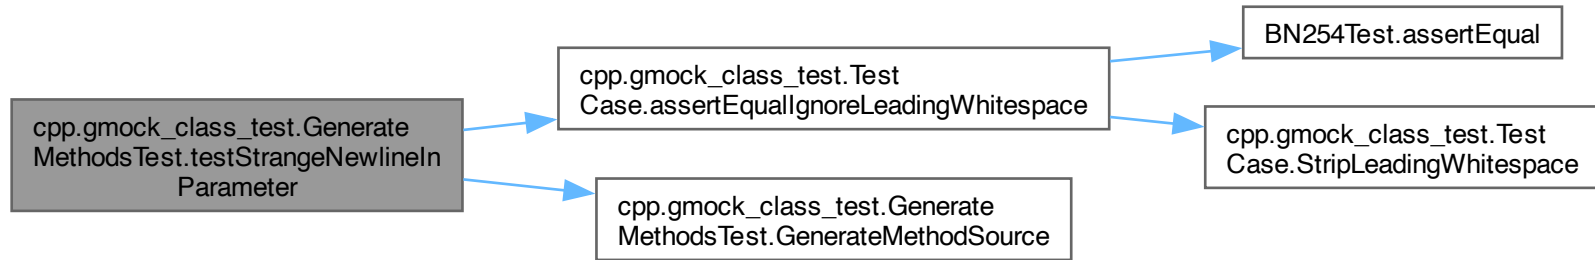 cpp.gmock_class_test.Generate
MethodsTest.testStrangeNewlineIn
Parameter
cpp.gmock_class_test.Test
Case.assertEqualIgnoreLeadingWhitespace
BN254Test.assertEqual
cpp.gmock_class_test.Test
Case.StripLeadingWhitespace
cpp.gmock_class_test.Generate
MethodsTest.GenerateMethodSource